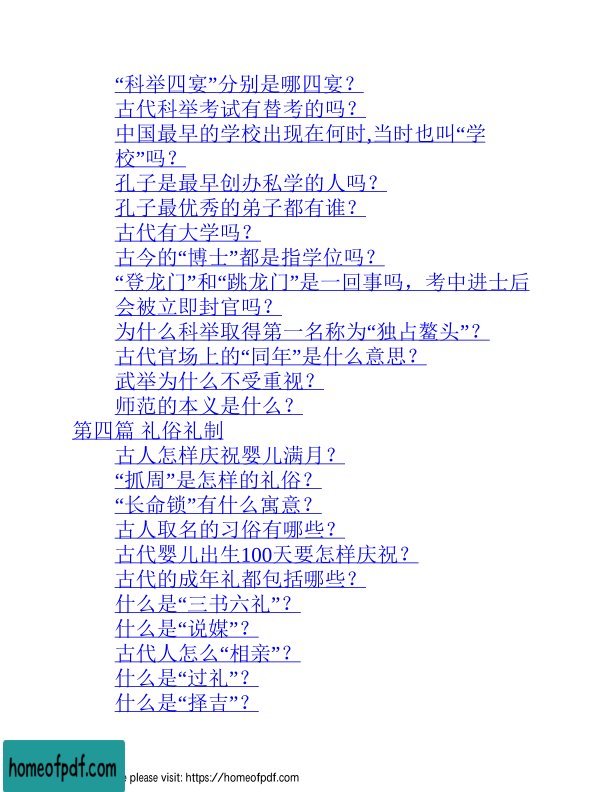 “科举四宴”分别是哪四宴？
古代科举考试有替考的吗？
中国最早的学校出现在何时,当时也叫“学
校”吗？
孔子是最早创办私学的人吗？
孔子最优秀的弟子都有谁？
古代有大学吗？
古今的“博士”都是指学位吗？
“登龙门”和“跳龙门”是一回事吗，考中进士后
会被立即封官吗？
为什么科举取得第一名称为“独占鳌头”？
古代官场上的“同年”是什么意思？
武举为什么不受重视？
师范的本义是什么？
第四篇 礼俗礼制
古人怎样庆祝婴儿满月？
“抓周”是怎样的礼俗？
“长命锁”有什么寓意？
古人取名的习俗有哪些？
古代婴儿出生100天要怎样庆祝？
古代的成年礼都包括哪些？
什么是“三书六礼”？
什么是“说媒”？
古代人怎么“相亲”？
什么是“过礼”？
什么是“择吉”？
homeofpdf.com
e please visit: https://homeofpdf.com